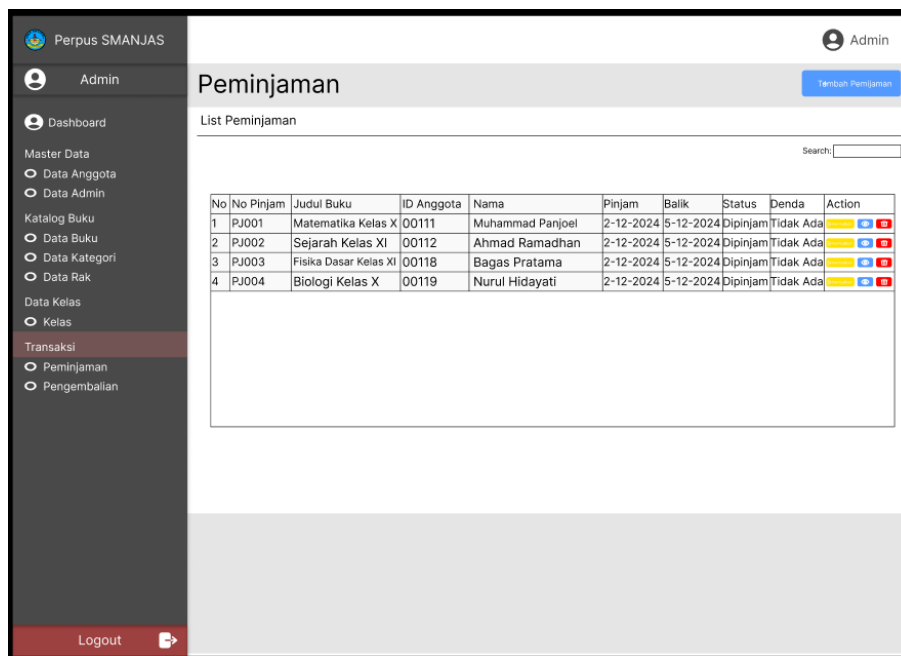 Perpus SMANJAS
Admin
Admin
Peminjaman
Tambah Pemijaman
Dashboard
List Peminjaman
Master Data
Search:
Data Anggota
Data Admin
Katalog Buku
Data Buku
Data Kategori
Data Rak
Data Kelas
Kelas
Transaksi
Peminjaman
Pengembalian
Logout
No No Pinjam Judul Buku ID Anggota Nama Pinjam Balik Status Denda Action
1 PJ001 Matematika Kelas X 00111 Muhammad Panjoel 2-12-2024 5-12-2024 Dipinjam Tidak Ada
2 PJ002 Sejarah Kelas XI 00112 Ahmad Ramadhan 2-12-2024 5-12-2024 Dipinjam Tidak Ada
3 PJ003 Fisika Dasar Kelas XI 00118 Bagas Pratama 2-12-2024 5-12-2024 Dipinjam Tidak Ada
4 PJ004 Biologi Kelas X 00119 Nurul Hidayati 2-12-2024 5-12-2024 Dipinjam Tidak Ada